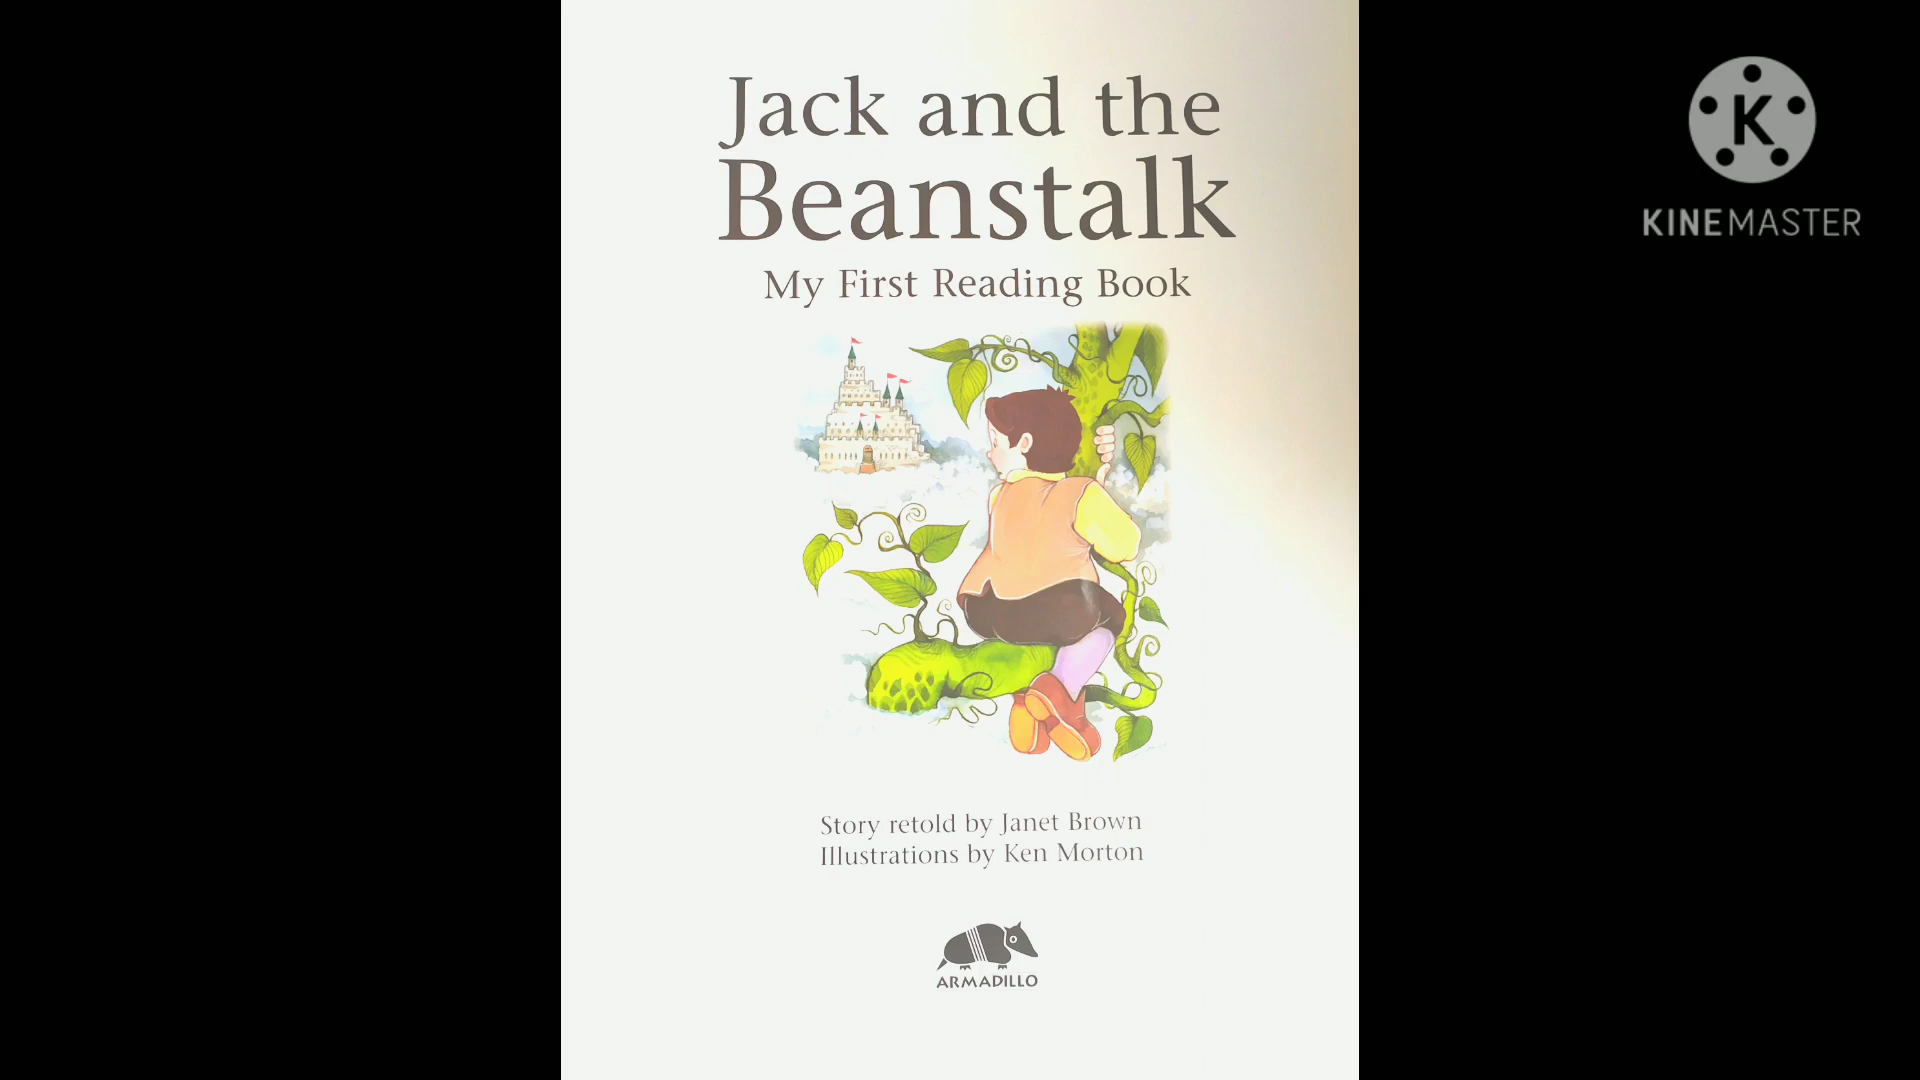 Jack and the
Beanstalk
My First Reading Book
Story retold by Janet Brown
Illustrations by Ken Morton
ARMADILLO
K
KINEMASTER